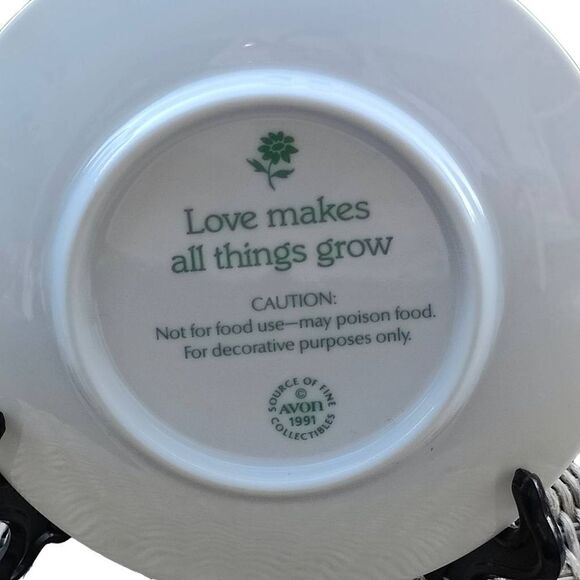 Love makes
all things grow
CAUTION:
Not for food use—may poison food.
For decorative purposes only.
SOURCE OF FINE
©
AVON
1991
COLLECTIBLES